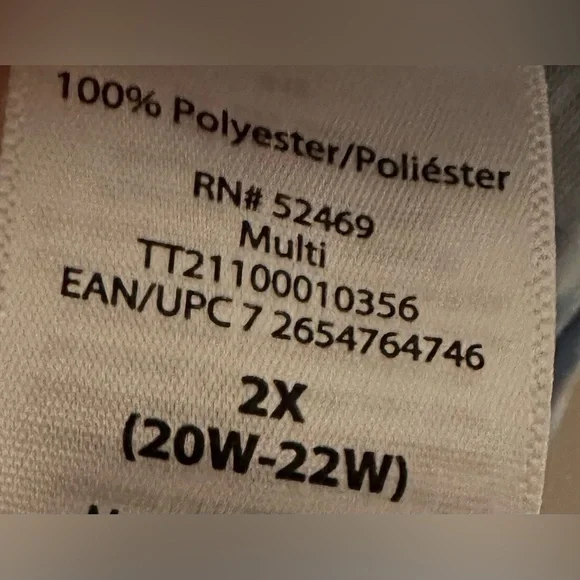 100% Polyester/Poliéster
RN# 52469
Multi
TT21100010356
EAN/UPC 7 2654764746
2X
(20W-22W)